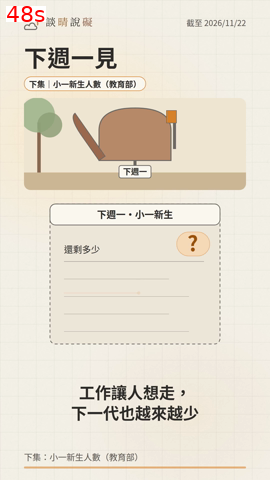 48s
談晴說礙
截至 2026/11/22
下週一見
下集｜小一新生人數（教育部）
下週一
下週一・小一新生
還剩多少
?
工作讓人想走，
下一代也越來越少
下集：小一新生人數（教育部）